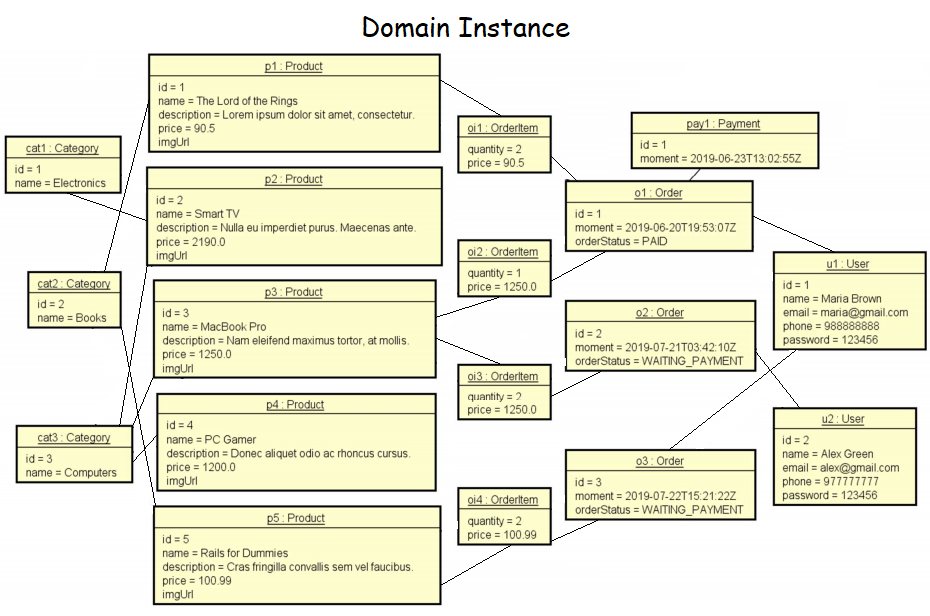 Domain Instance
p1 : Product
id = 1
name = The Lord of the Rings
description = Lorem ipsum dolor sit amet, consectetur.
price = 90.5
imgUrl
oi1 : OrderItem
quantity = 2
price = 90.5
pay1 : Payment
id = 1
moment = 2019-06-23T13:02:55Z
cat1 : Category
id = 1
name = Electronics
p2 : Product
id = 2
name = Smart TV
description = Nulla eu imperdiet purus. Maecenas ante.
price = 2190.0
imgUrl
o1 : Order
id = 1
moment = 2019-06-20T19:53:07Z
orderStatus = PAID
oi2 : OrderItem
quantity = 1
price = 1250.0
u1 : User
id = 1
name = Maria Brown
email = maria@gmail.com
phone = 988888888
password = 123456
cat2 : Category
id = 2
name = Books
p3 : Product
id = 3
name = MacBook Pro
description = Nam eleifend maximus tortor, at mollis.
price = 1250.0
imgUrl
o2 : Order
id = 2
moment = 2019-07-21T03:42:10Z
orderStatus = WAITING_PAYMENT
oi3 : OrderItem
quantity = 2
price = 1250.0
p4 : Product
id = 4
name = PC Gamer
description = Donec aliquet odio ac rhoncus cursus.
price = 1200.0
imgUrl
u2 : User
id = 2
name = Alex Green
email = alex@gmail.com
phone = 977777777
password = 123456
cat3 : Category
id = 3
name = Computers
o3 : Order
id = 3
moment = 2019-07-22T15:21:22Z
orderStatus = WAITING_PAYMENT
oi4 : OrderItem
quantity = 2
price = 100.99
p5 : Product
id = 5
name = Rails for Dummies
description = Cras fringilla convallis sem vel faucibus.
price = 100.99
imgUrl